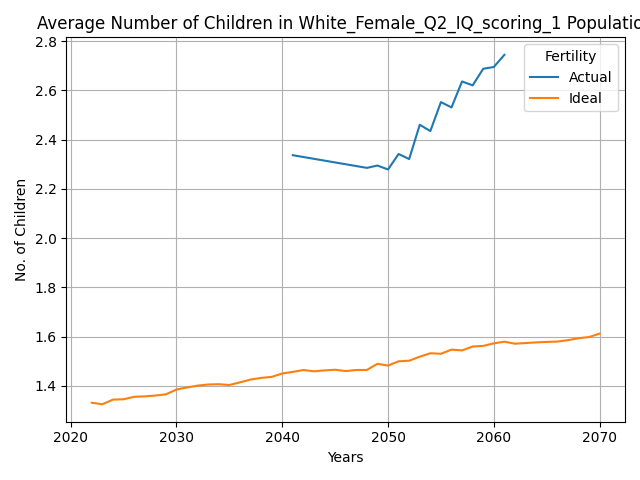 Average Number of Children in White_Female_Q2_IQ_scoring_1 Populatio
Fertility
Actual
Ideal
2.8
2.6
2.4
2.2
2.0
1.8
1.6
1.4
No. of Children
2020 2030 2040 2050 2060 2070
Years